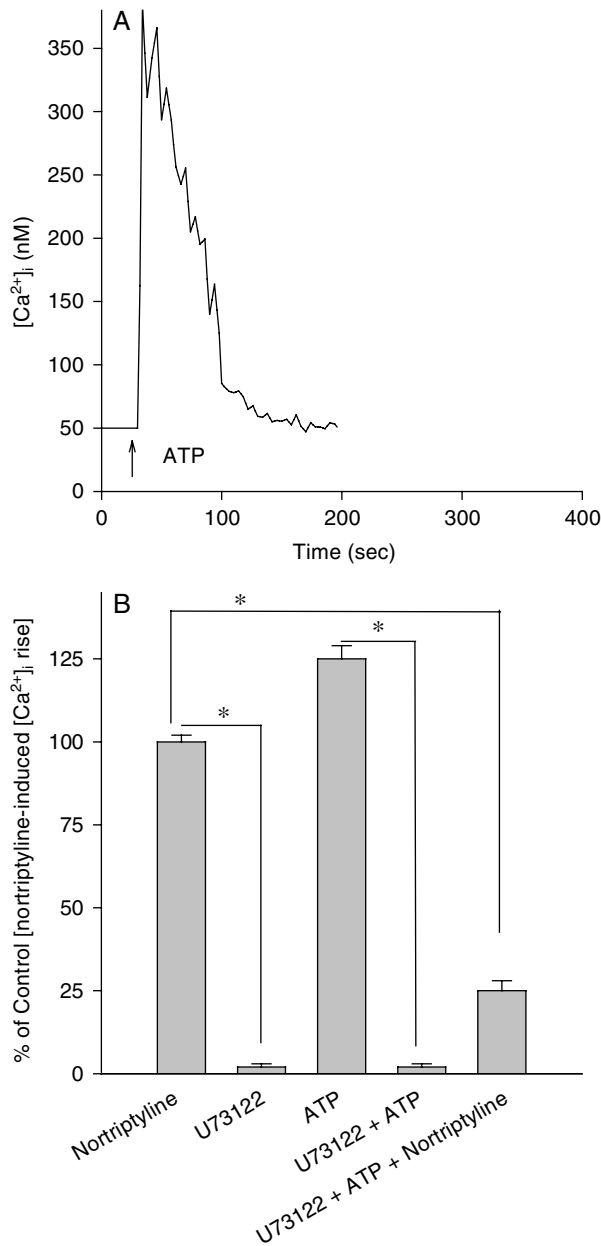 A
350
300
250
200
150
100
50
0
[Ca²⁺]ᵢ (nM)
ATP
0 100 200 300 400
Time (sec)
B
*
*
*
125
100
75
50
25
0
% of Control [nortriptyline-induced [Ca²⁺]ᵢ rise]
Nortriptyline
U73122
ATP
U73122 + ATP
U73122 + ATP + Nortriptyline